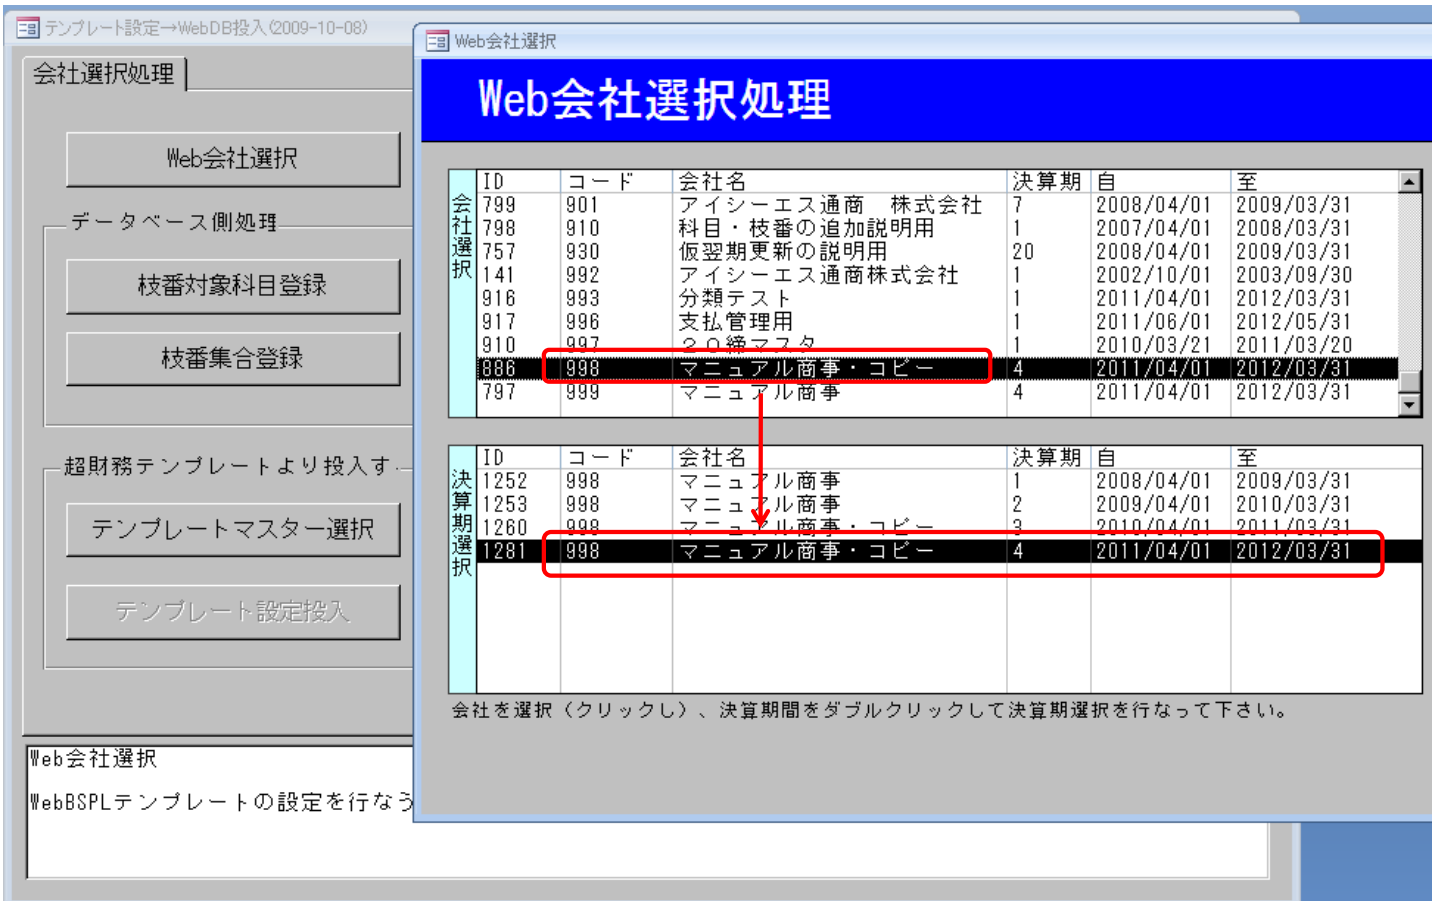 テンプレート設定→WebDB投入(2009-10-08)
会社選択処理
Web会社選択
データベース側処理
枝番対象科目登録
枝番集合登録
超財務テンプレートより投入す
テンプレートマスター選択
テンプレート設定投入
Web会社選択
WebBSPLテンプレートの設定を行なう
Web会社選択
Web会社選択処理
会社選択
ID コード 会社名 決算期 自 至
799 901 アイシーエス通商 株式会社 7 2008/04/01 2009/03/31
798 910 科目・枝番の追加説明用 1 2007/04/01 2008/03/31
757 930 仮翌期更新の説明用 20 2008/04/01 2009/03/31
141 992 アイシーエス通商株式会社 1 2002/10/01 2003/09/30
916 993 分類テスト 1 2011/04/01 2012/03/31
917 996 支払管理用 1 2011/06/01 2012/05/31
910 997 20締マスタ 1 2010/03/21 2011/03/20
886 998 マニュアル商事・コピー 4 2011/04/01 2012/03/31
797 999 マニュアル商事 4 2011/04/01 2012/03/31
決算期選択
ID コード 会社名 決算期 自 至
1252 998 マニュアル商事 1 2008/04/01 2009/03/31
1253 998 マニュアル商事 2 2009/04/01 2010/03/31
1260 998 マニュアル商事・コピー 3 2010/04/01 2011/03/31
1281 998 マニュアル商事・コピー 4 2011/04/01 2012/03/31
会社を選択（クリックし）、決算期間をダブルクリックして決算期選択を行なって下さい。